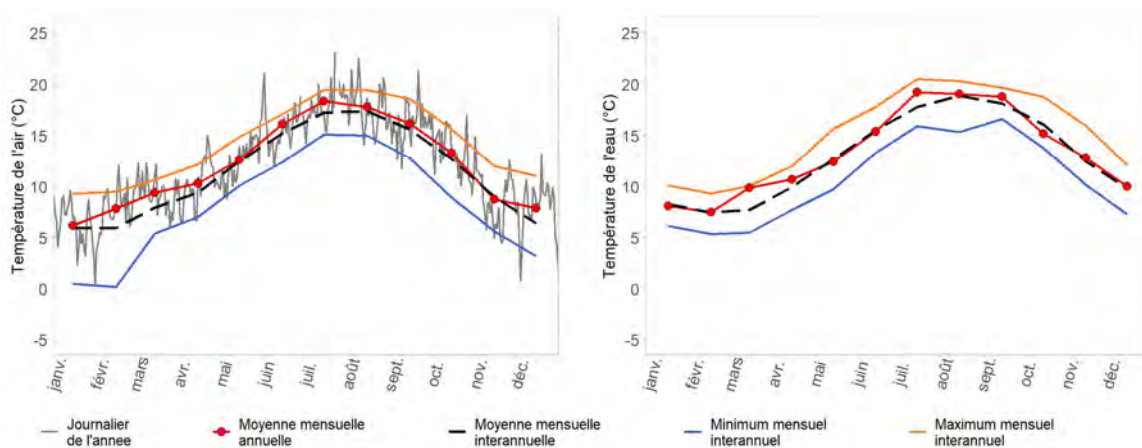 Température de l'air (°C)
25
20
15
10
5
0
-5
janv.
févr.
mars
avr.
mai
juin
juil.
août
sept.
oct.
nov.
déc.
Température de l'eau (°C)
25
20
15
10
5
0
-5
janv.
févr.
mars
avr.
mai
juin
juil.
août
sept.
oct.
nov.
déc.
Journalier
de l'annee
Moyenne mensuelle
annuelle
Moyenne mensuelle
interannuelle
Minimum mensuel
interannuel
Maximum mensuel
interannuel